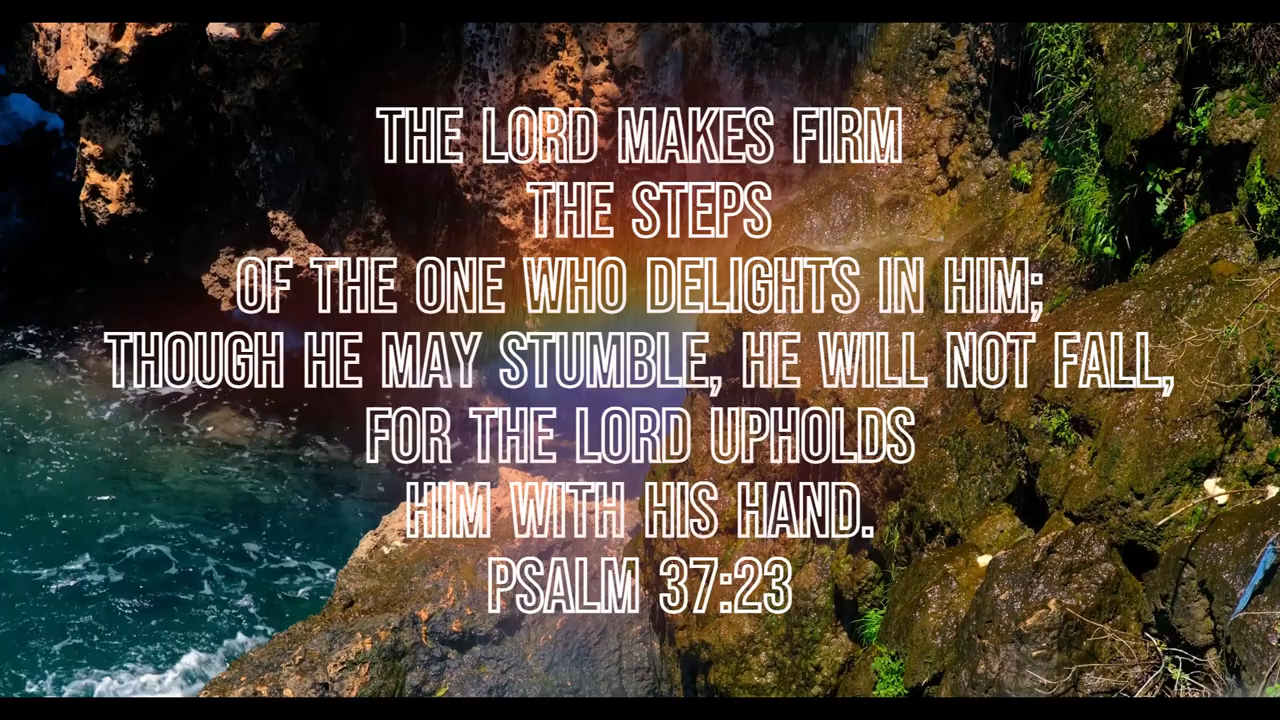 THE LORD MAKES FIRM
THE STEPS
OF THE ONE WHO DELIGHTS IN HIM;
THOUGH HE MAY STUMBLE, HE WILL NOT FALL,
FOR THE LORD UPHOLDS
HIM WITH HIS HAND.
PSALM 37:23